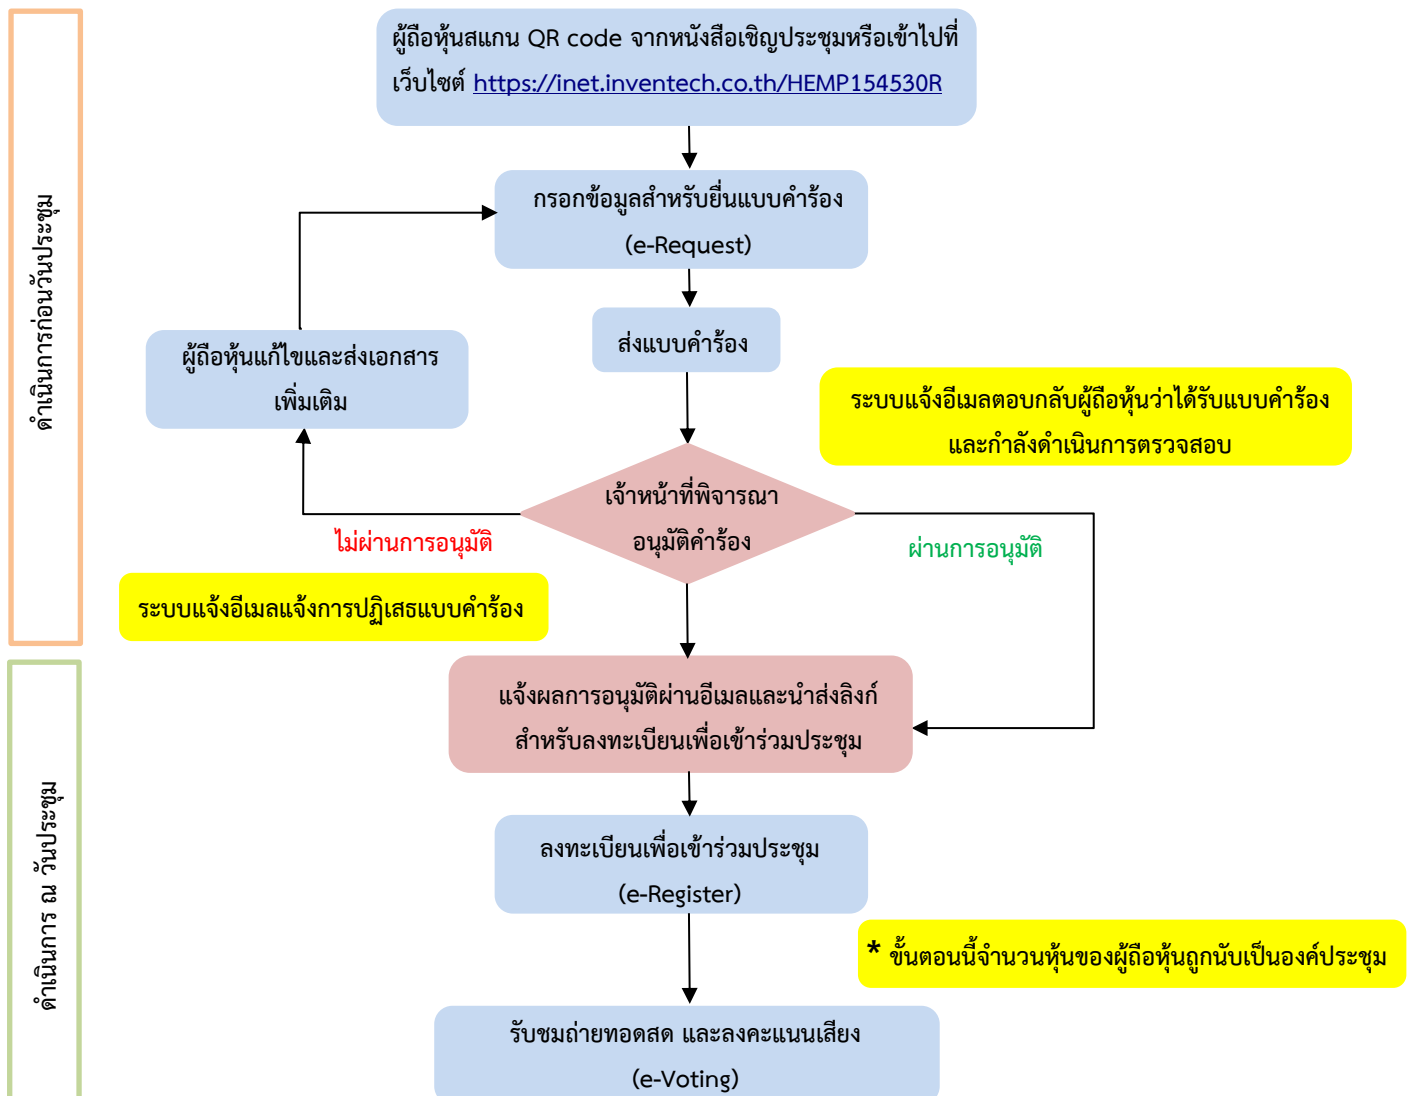 ผู้ถือหุ้นสแกน QR code จากหนังสือเชิญประชุมหรือเข้าไปที่
เว็บไซต์ https://inet.inventech.co.th/HEMP154530R
ดำเนินการก่อนวันประชุม
กรอกข้อมูลสำหรับยื่นแบบคำร้อง
(e-Request)
ส่งแบบคำร้อง
ผู้ถือหุ้นแก้ไขและส่งเอกสาร
เพิ่มเติม
ระบบแจ้งอีเมลตอบกลับผู้ถือหุ้นว่าได้รับแบบคำร้อง
และกำลังดำเนินการตรวจสอบ
เจ้าหน้าที่พิจารณา
อนุมัติคำร้อง
ไม่ผ่านการอนุมัติ
ผ่านการอนุมัติ
ระบบแจ้งอีเมลแจ้งการปฏิเสธแบบคำร้อง
แจ้งผลการอนุมัติผ่านอีเมลและนำส่งลิงก์
สำหรับลงทะเบียนเพื่อเข้าร่วมประชุม
ดำเนินการ ณ วันประชุม
ลงทะเบียนเพื่อเข้าร่วมประชุม
(e-Register)
* ขั้นตอนนี้จำนวนหุ้นของผู้ถือหุ้นถูกนับเป็นองค์ประชุม
รับชมถ่ายทอดสด และลงคะแนนเสียง
(e-Voting)